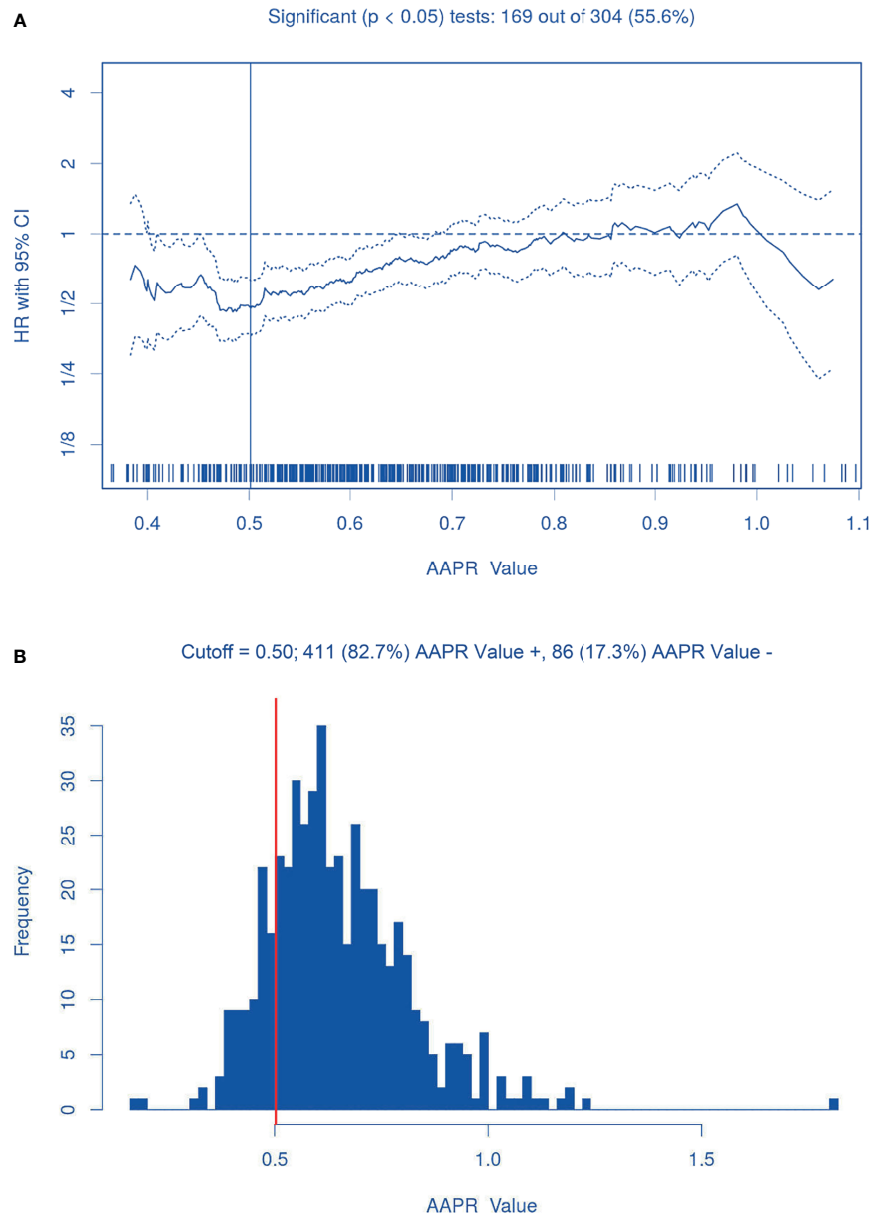 A
Significant (p < 0.05) tests: 169 out of 304 (55.6%)
HR with 95% CI
4
2
1
1/2
1/4
1/8
0.4 0.5 0.6 0.7 0.8 0.9 1.0 1.1
AAPR Value
B
Cutoff = 0.50; 411 (82.7%) AAPR Value +, 86 (17.3%) AAPR Value -
Frequency
35
30
25
20
15
10
5
0
0.5 1.0 1.5
AAPR Value